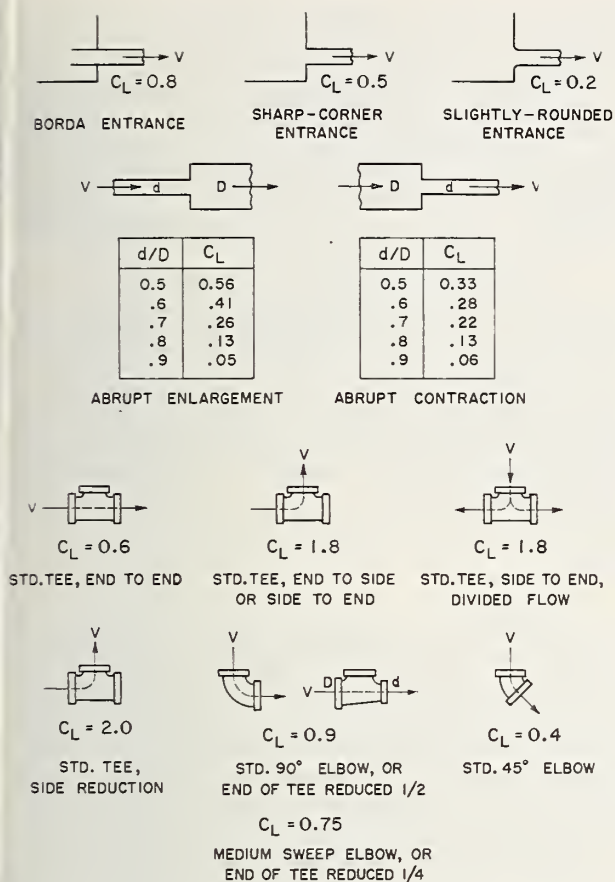 V V V
C_L = 0.8 C_L = 0.5 C_L = 0.2
BORDA ENTRANCE
SHARP-CORNER
ENTRANCE
SLIGHTLY-ROUNDED
ENTRANCE
V d D D d V
d/D C_L
0.5 0.56
.6 .41
.7 .26
.8 .13
.9 .05
ABRUPT ENLARGEMENT
d/D C_L
0.5 0.33
.6 .28
.7 .22
.8 .13
.9 .06
ABRUPT CONTRACTION
V
C_L = 0.6
STD. TEE, END TO END
V
C_L = 1.8
STD. TEE, END TO SIDE
OR SIDE TO END
V
C_L = 1.8
STD. TEE, SIDE TO END,
DIVIDED FLOW
V
C_L = 2.0
STD. TEE,
SIDE REDUCTION
V V D d
C_L = 0.9
STD. 90° ELBOW, OR
END OF TEE REDUCED 1/2
V
C_L = 0.4
STD. 45° ELBOW
C_L = 0.75
MEDIUM SWEEP ELBOW, OR
END OF TEE REDUCED 1/4